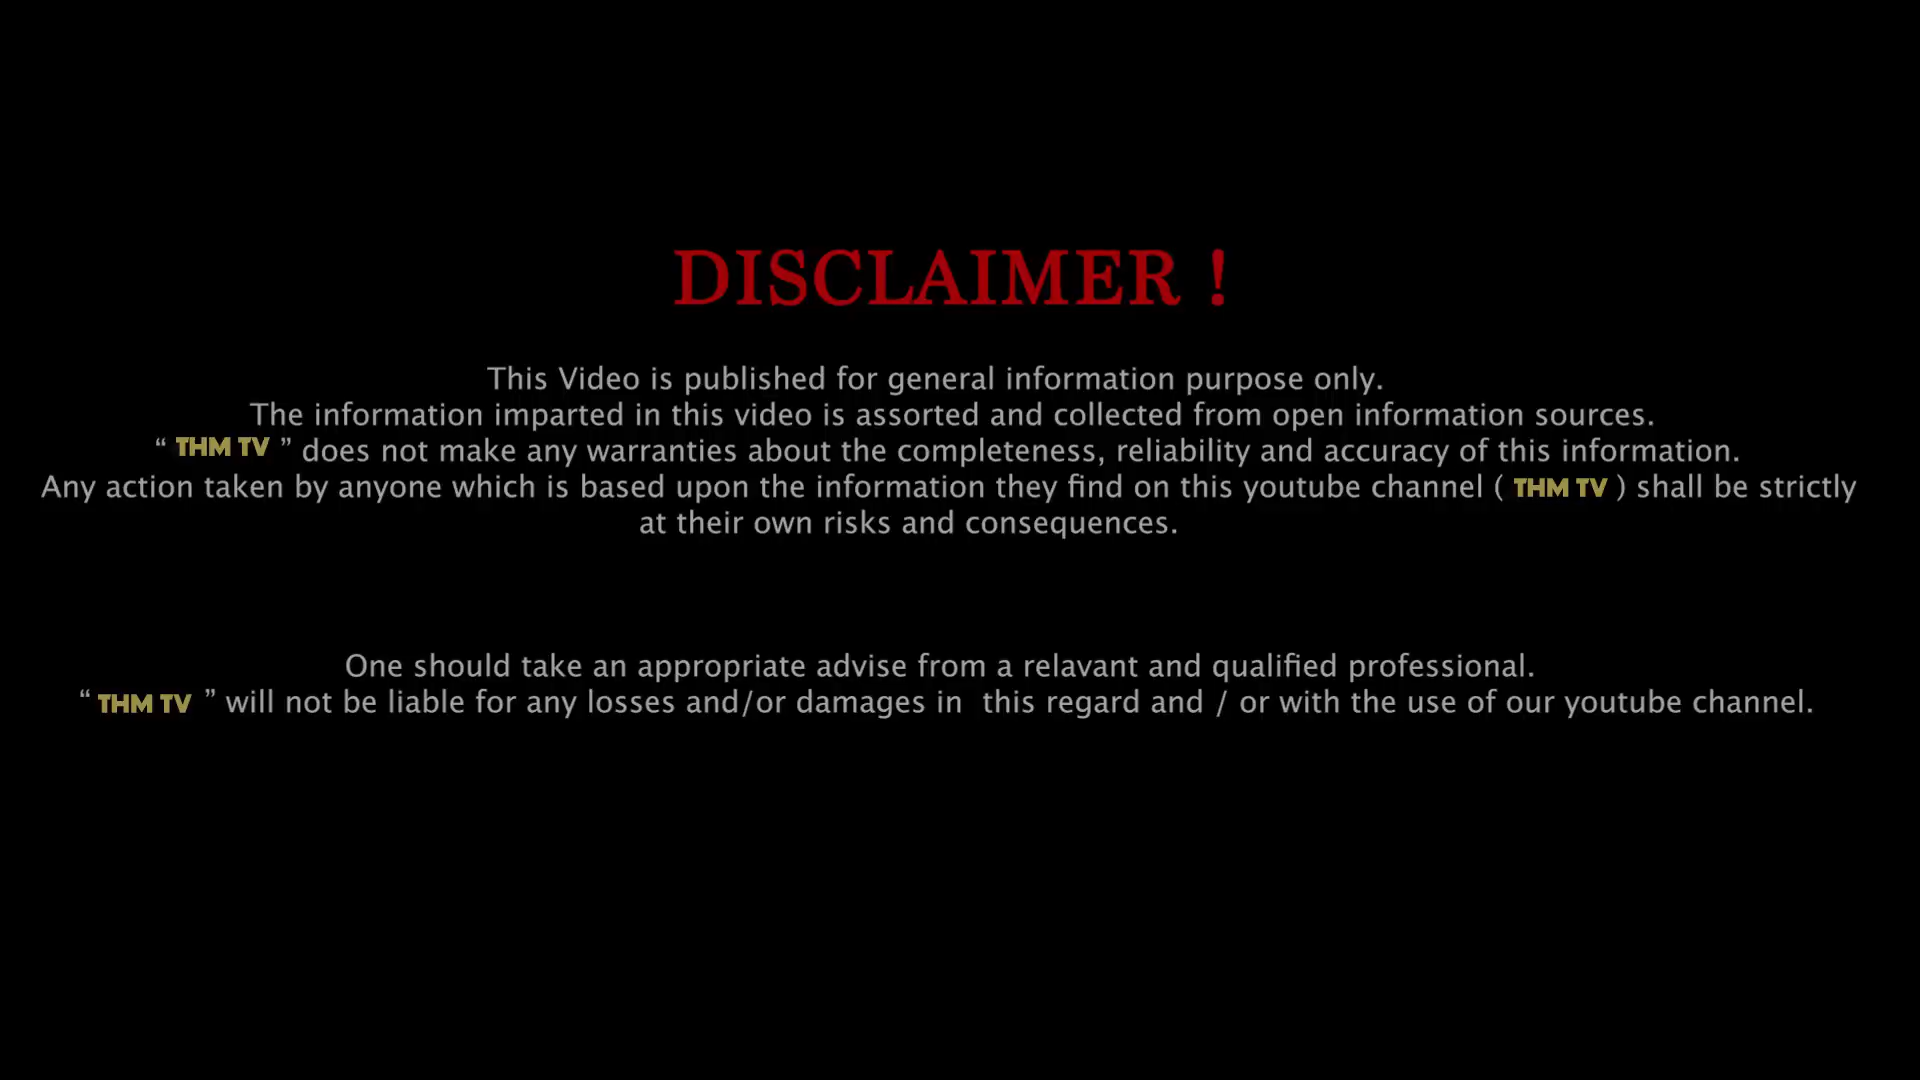 DISCLAIMER !
This Video is published for general information purpose only.
The information imparted in this video is assorted and collected from open information sources.
“ THM TV ” does not make any warranties about the completeness, reliability and accuracy of this information.
Any action taken by anyone which is based upon the information they find on this youtube channel ( THM TV ) shall be strictly
at their own risks and consequences.
One should take an appropriate advise from a relavant and qualified professional.
“ THM TV ” will not be liable for any losses and/or damages in this regard and / or with the use of our youtube channel.